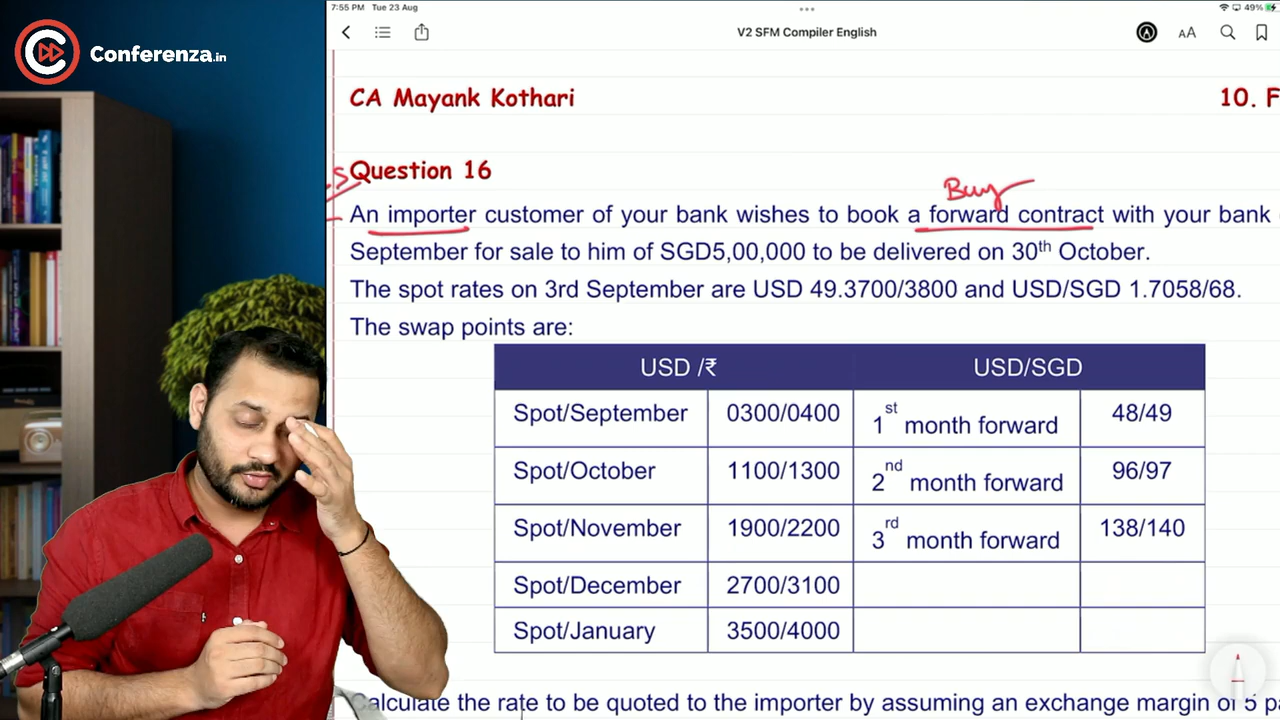 7:55 PM Tue 23 Aug
49%
Conferenza.in
V2 SFM Compiler English
AA
CA Mayank Kothari
10. F
Question 16
Buy
An importer customer of your bank wishes to book a forward contract with your bank
September for sale to him of SGD5,00,000 to be delivered on 30th October.
The spot rates on 3rd September are USD 49.3700/3800 and USD/SGD 1.7058/68.
The swap points are:
USD /₹ USD/SGD
Spot/September 0300/0400 1st month forward 48/49
Spot/October 1100/1300 2nd month forward 96/97
Spot/November 1900/2200 3rd month forward 138/140
Spot/December 2700/3100
Spot/January 3500/4000
Calculate the rate to be quoted to the importer by assuming an exchange margin of 5